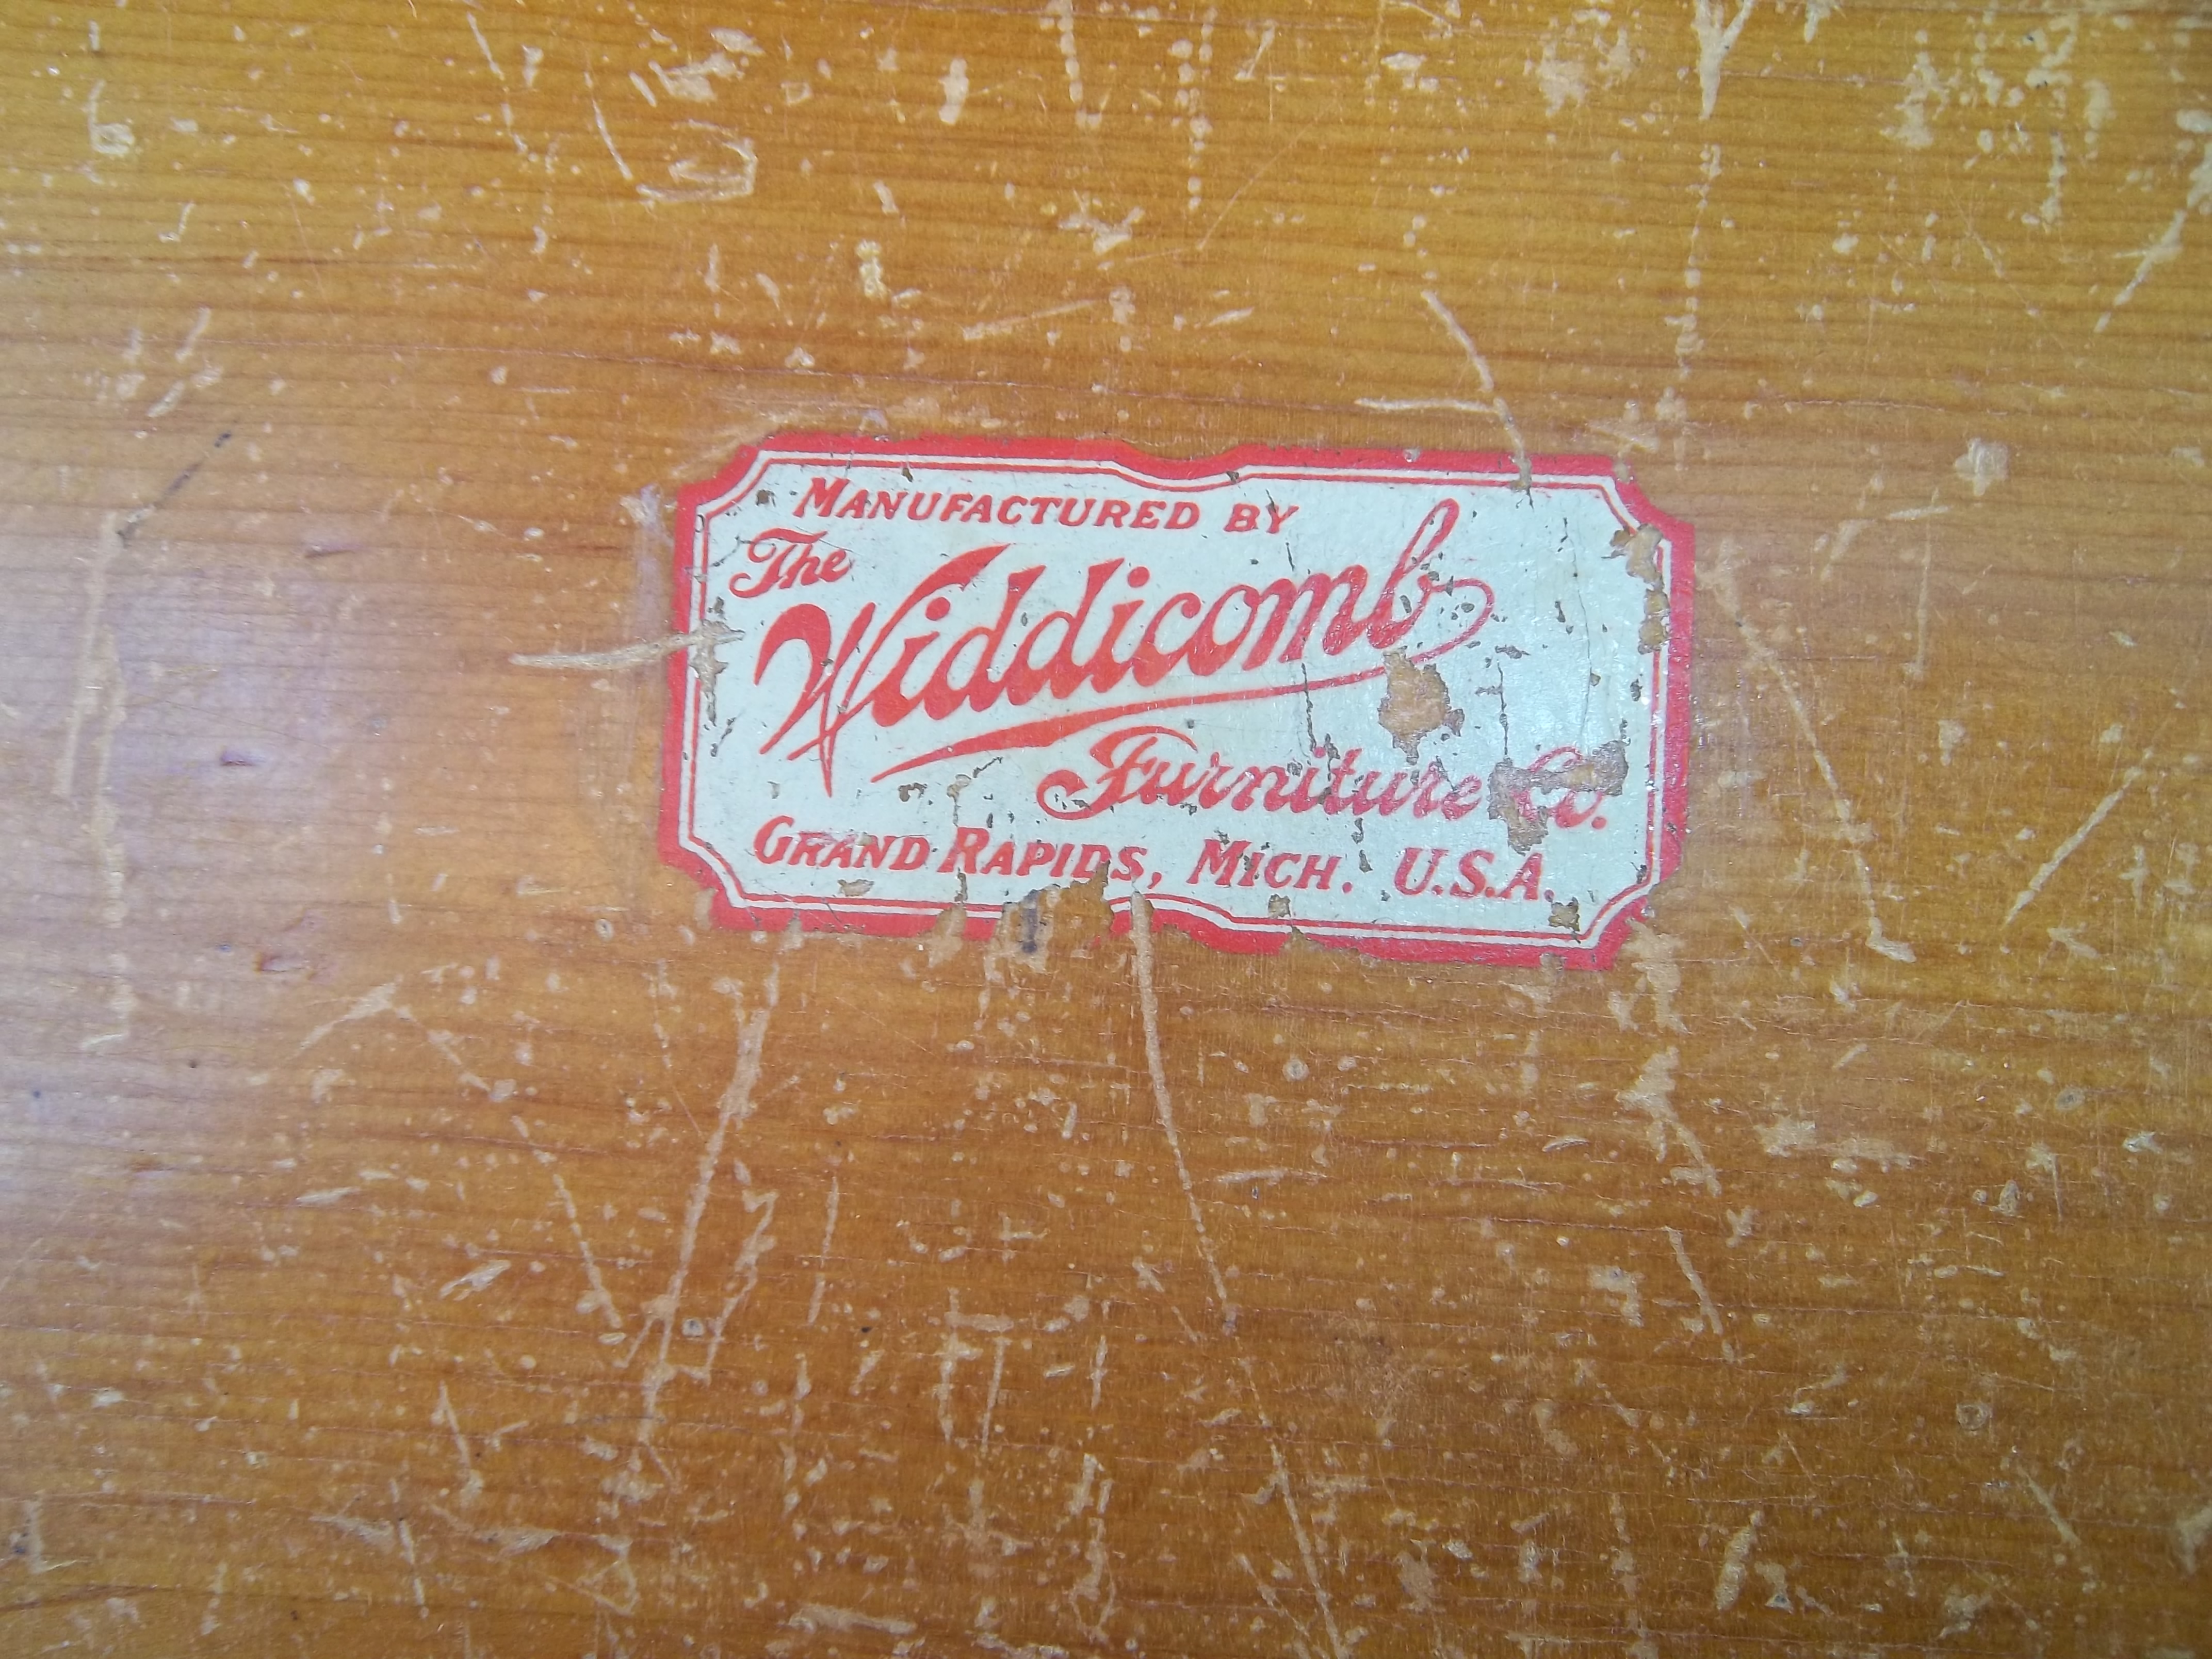 MANUFACTURED BY
The
Widdicomb
Furniture Co.
GRAND RAPIDS, MICH. U.S.A.